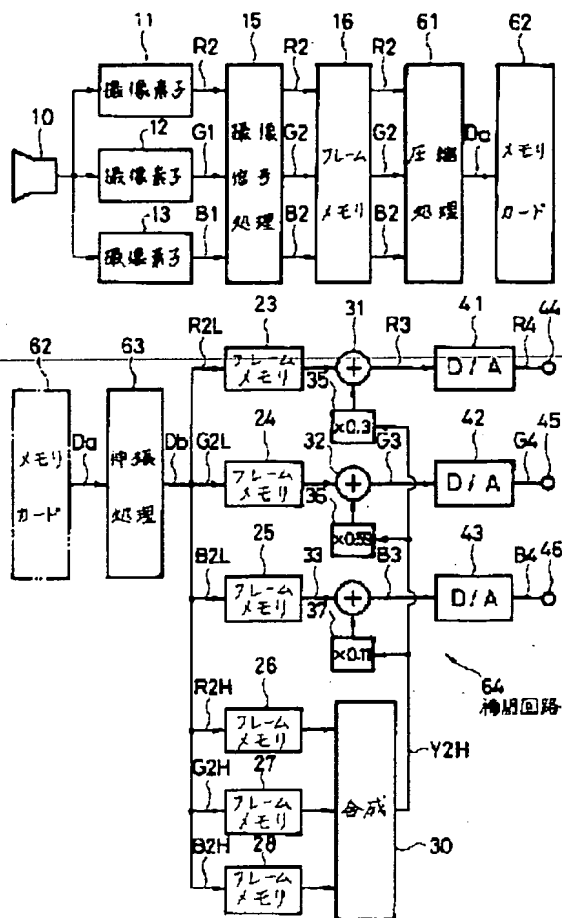 11
15
16
61
62
R2
R2
R2
撮像素子
10
12
G1
撮像信号処理
G2
フレームメモリ
G2
圧縮処理
Da
メモリカード
撮像素子
13
B1
B2
B2
撮像素子
23
31
41
44
R2L
フレームメモリ
+
R3
D/A
R4
62
63
35
×0.3
24
32
42
45
メモリカード
Da
伸張処理
Db
G2L
フレームメモリ
+
G3
D/A
G4
36
×0.59
25
43
46
B2L
フレームメモリ
33
+
B3
D/A
B4
37
×0.11
64
補間回路
26
R2H
フレームメモリ
Y2H
27
G2H
フレームメモリ
合成
28
B2H
フレームメモリ
30